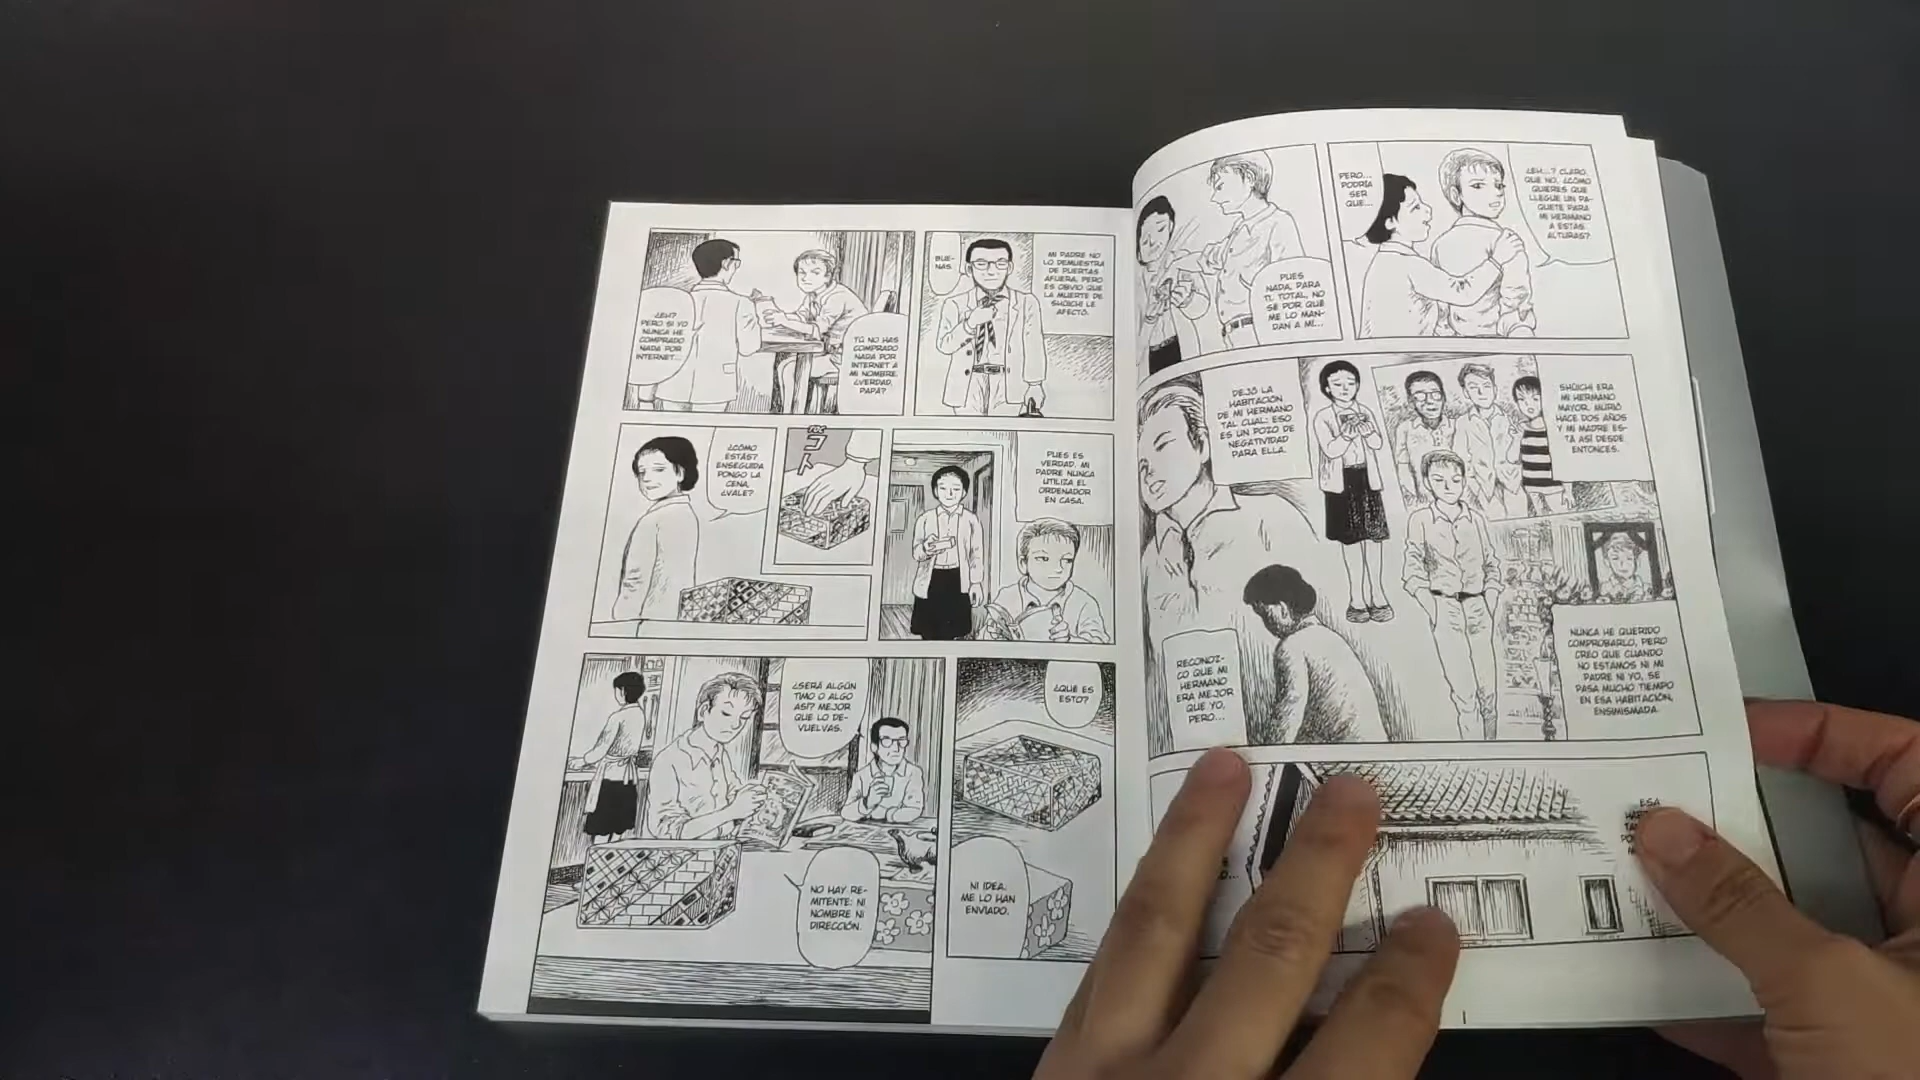 ¿EH...? CLARO
QUE NO, ¿CÓMO
QUIERES QUE
LLEGUE UN PA-
QUETE PARA
MI HERMANO
A ESTAS
ALTURAS?
PERO...
PODRÍA
SER
QUE...
PUES
NADA, PARA
TI. TOTAL, NO
SÉ POR QUÉ
ME LO MAN-
DAN A MÍ...
SHÛICHI ERA
MI HERMANO
MAYOR. MURIÓ
HACE DOS AÑOS
Y MI MADRE ES-
TÁ ASÍ DESDE
ENTONCES.
DEJÓ LA
HABITACIÓN
DE MI HERMANO
TAL CUAL: ESO
ES UN POZO DE
NEGATIVIDAD
PARA ELLA.
NUNCA HE QUERIDO
COMPROBARLO, PERO
CREO QUE CUANDO
NO ESTAMOS NI MI
PADRE NI YO, SE
PASA MUCHO TIEMPO
EN ESA HABITACIÓN,
ENSIMISMADA.
RECONOZ-
CO QUE MI
HERMANO
ERA MEJOR
QUE YO,
PERO...
ESA
MI PADRE NO
LO DEMUESTRA
DE PUERTAS
AFUERA, PERO
ES OBVIO QUE
LA MUERTE DE
SHÛICHI LE
AFECTÓ.
BUE-
NAS.
TÚ NO HAS
COMPRADO
NADA POR
INTERNET A
MI NOMBRE,
¿VERDAD,
PAPÁ?
¿EH?
PERO SI YO
NUNCA HE
COMPRADO
NADA POR
INTERNET...
PUES ES
VERDAD. MI
PADRE NUNCA
UTILIZA EL
ORDENADOR
EN CASA.
TOC
コト
¿CÓMO
ESTÁS?
ENSEGUIDA
PONGO LA
CENA,
¿VALE?
¿QUÉ ES
ESTO?
NI IDEA.
ME LO HAN
ENVIADO.
¿SERÁ ALGÚN
TIMO O ALGO
ASÍ? MEJOR
QUE LO DE-
VUELVAS.
NO HAY RE-
MITENTE: NI
NOMBRE NI
DIRECCIÓN.